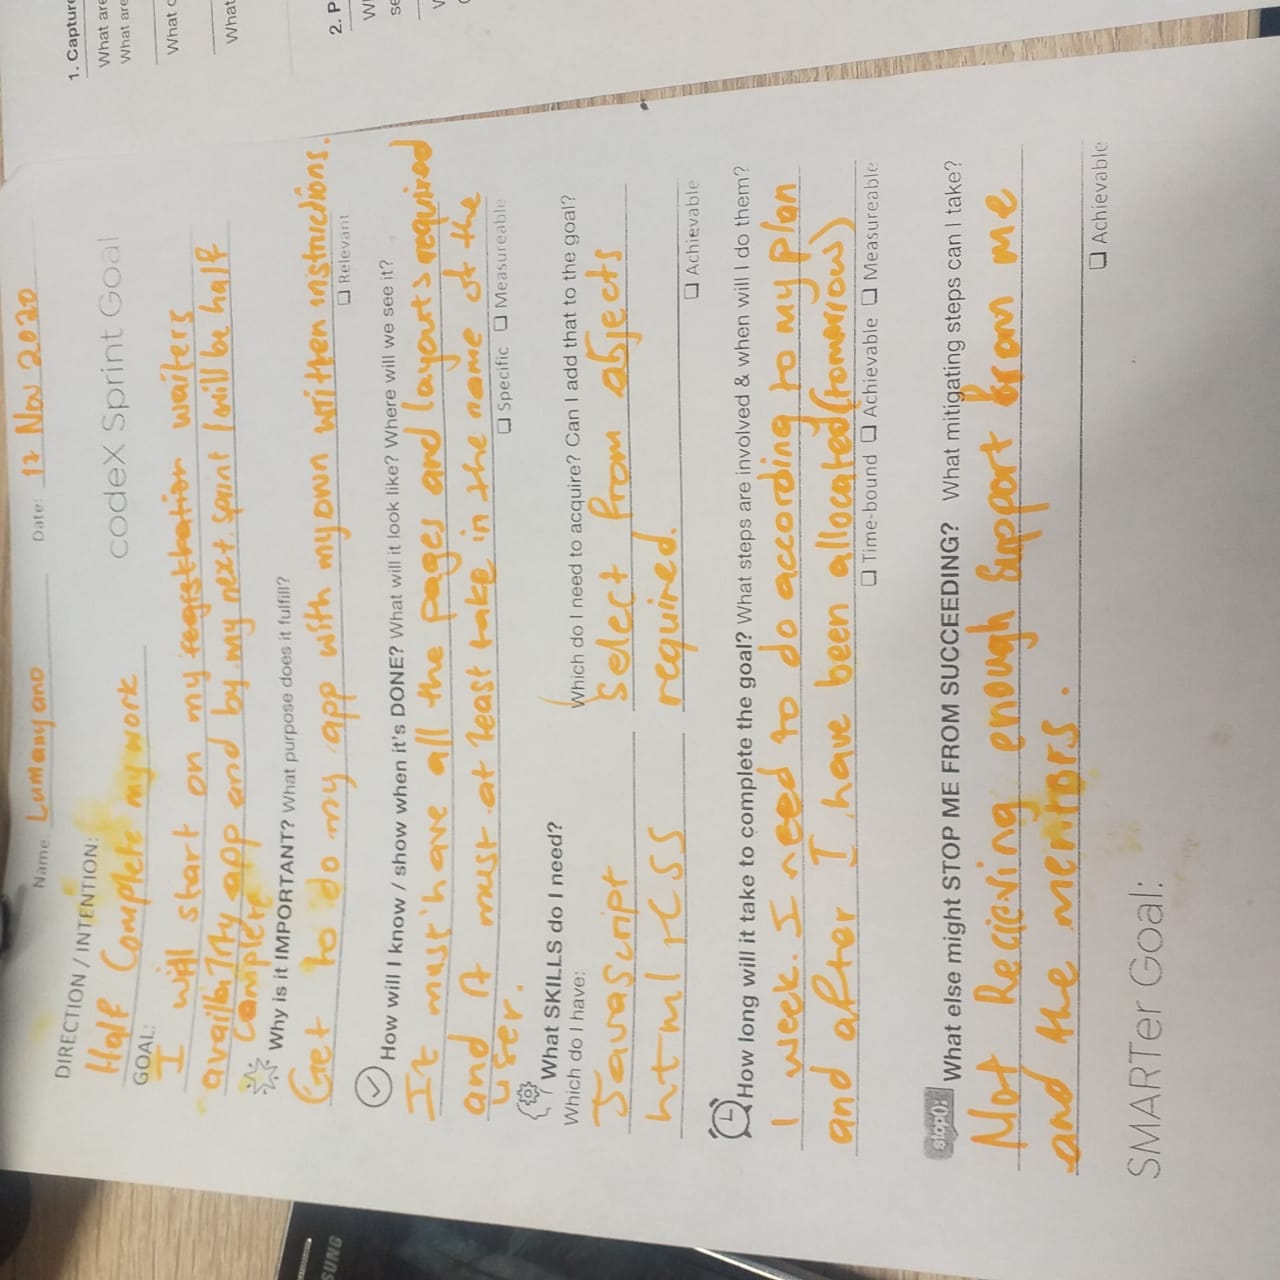 1. Capture
What are
What are
What c
What
2. P
Wh
se
Name: Lumanyano Date: 17 Nov 2020
DIRECTION / INTENTION: codeX Sprint Goal
Half Complete my work
GOAL:
I will start on my registration waiters
availbility app and by my next sprint I will be half
complete
Why is it IMPORTANT? What purpose does it fulfill?
Get to do my app with my own written instructions.
❑ Relevant
How will I know / show when it's DONE? What will it look like? Where will we see it?
It must have all the pages and layouts required
and it must at least take in the name of the
user.
❑ Specific ❑ Measureable
What SKILLS do I need?
Which do I have: Which do I need to acquire? Can I add that to the goal?
Javascript Select from objects
html + CSS required.
❑ Achievable
How long will it take to complete the goal? What steps are involved & when will I do them?
1 week. I need to do according to my plan
and after I have been allocated (tomorrow)
❑ Time-bound ❑ Achievable ❑ Measureable
stop(): What else might STOP ME FROM SUCCEEDING? What mitigating steps can I take?
Not Recieving enough support from me
and the mentors.
❑ Achievable
SMARTer Goal:
SUNG